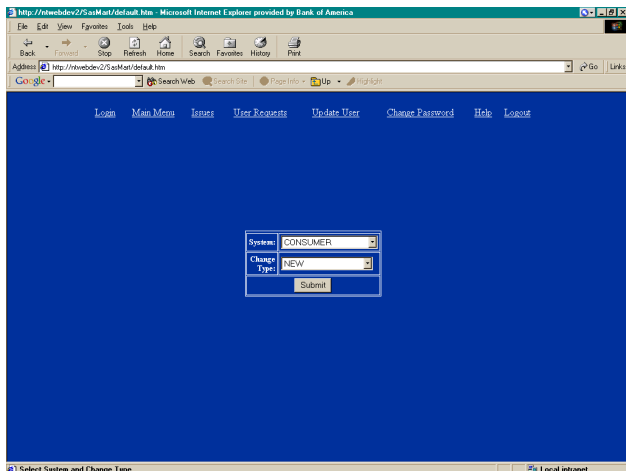 http://ntwebdev2/SasMart/default.htm - Microsoft Internet Explorer provided by Bank of America
File Edit View Favorites Tools Help
Back Forward Stop Refresh Home Search Favorites History Print
Address http://ntwebdev2/SasMart/default.htm Go Links
Google Search Web Search Site Page Info Up Highlight
Login Main Menu Issues User Requests Update User Change Password Help Logout
System: CONSUMER
Change Type: NEW
Submit
Select System and Change Type Local intranet